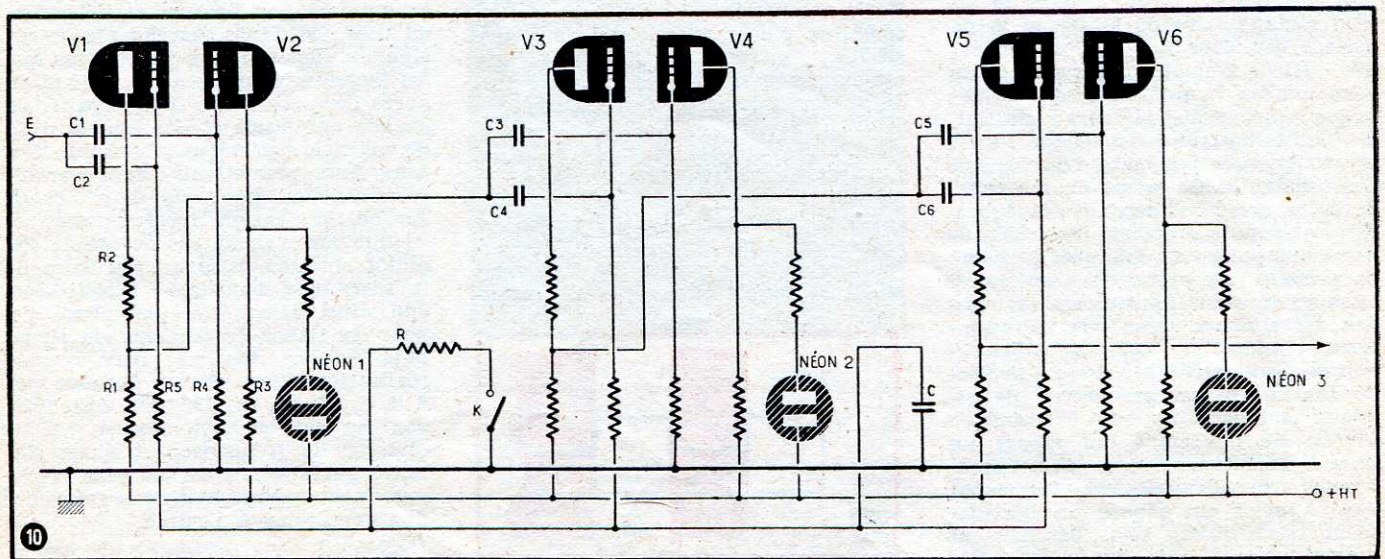 V1 V2 V3 V4 V5 V6
E C1 C3 C5
C2 C4 C6
R2
R NÉON 1 NÉON 2 C NÉON 3
R1 R5 R4 R3 K
+HT
10